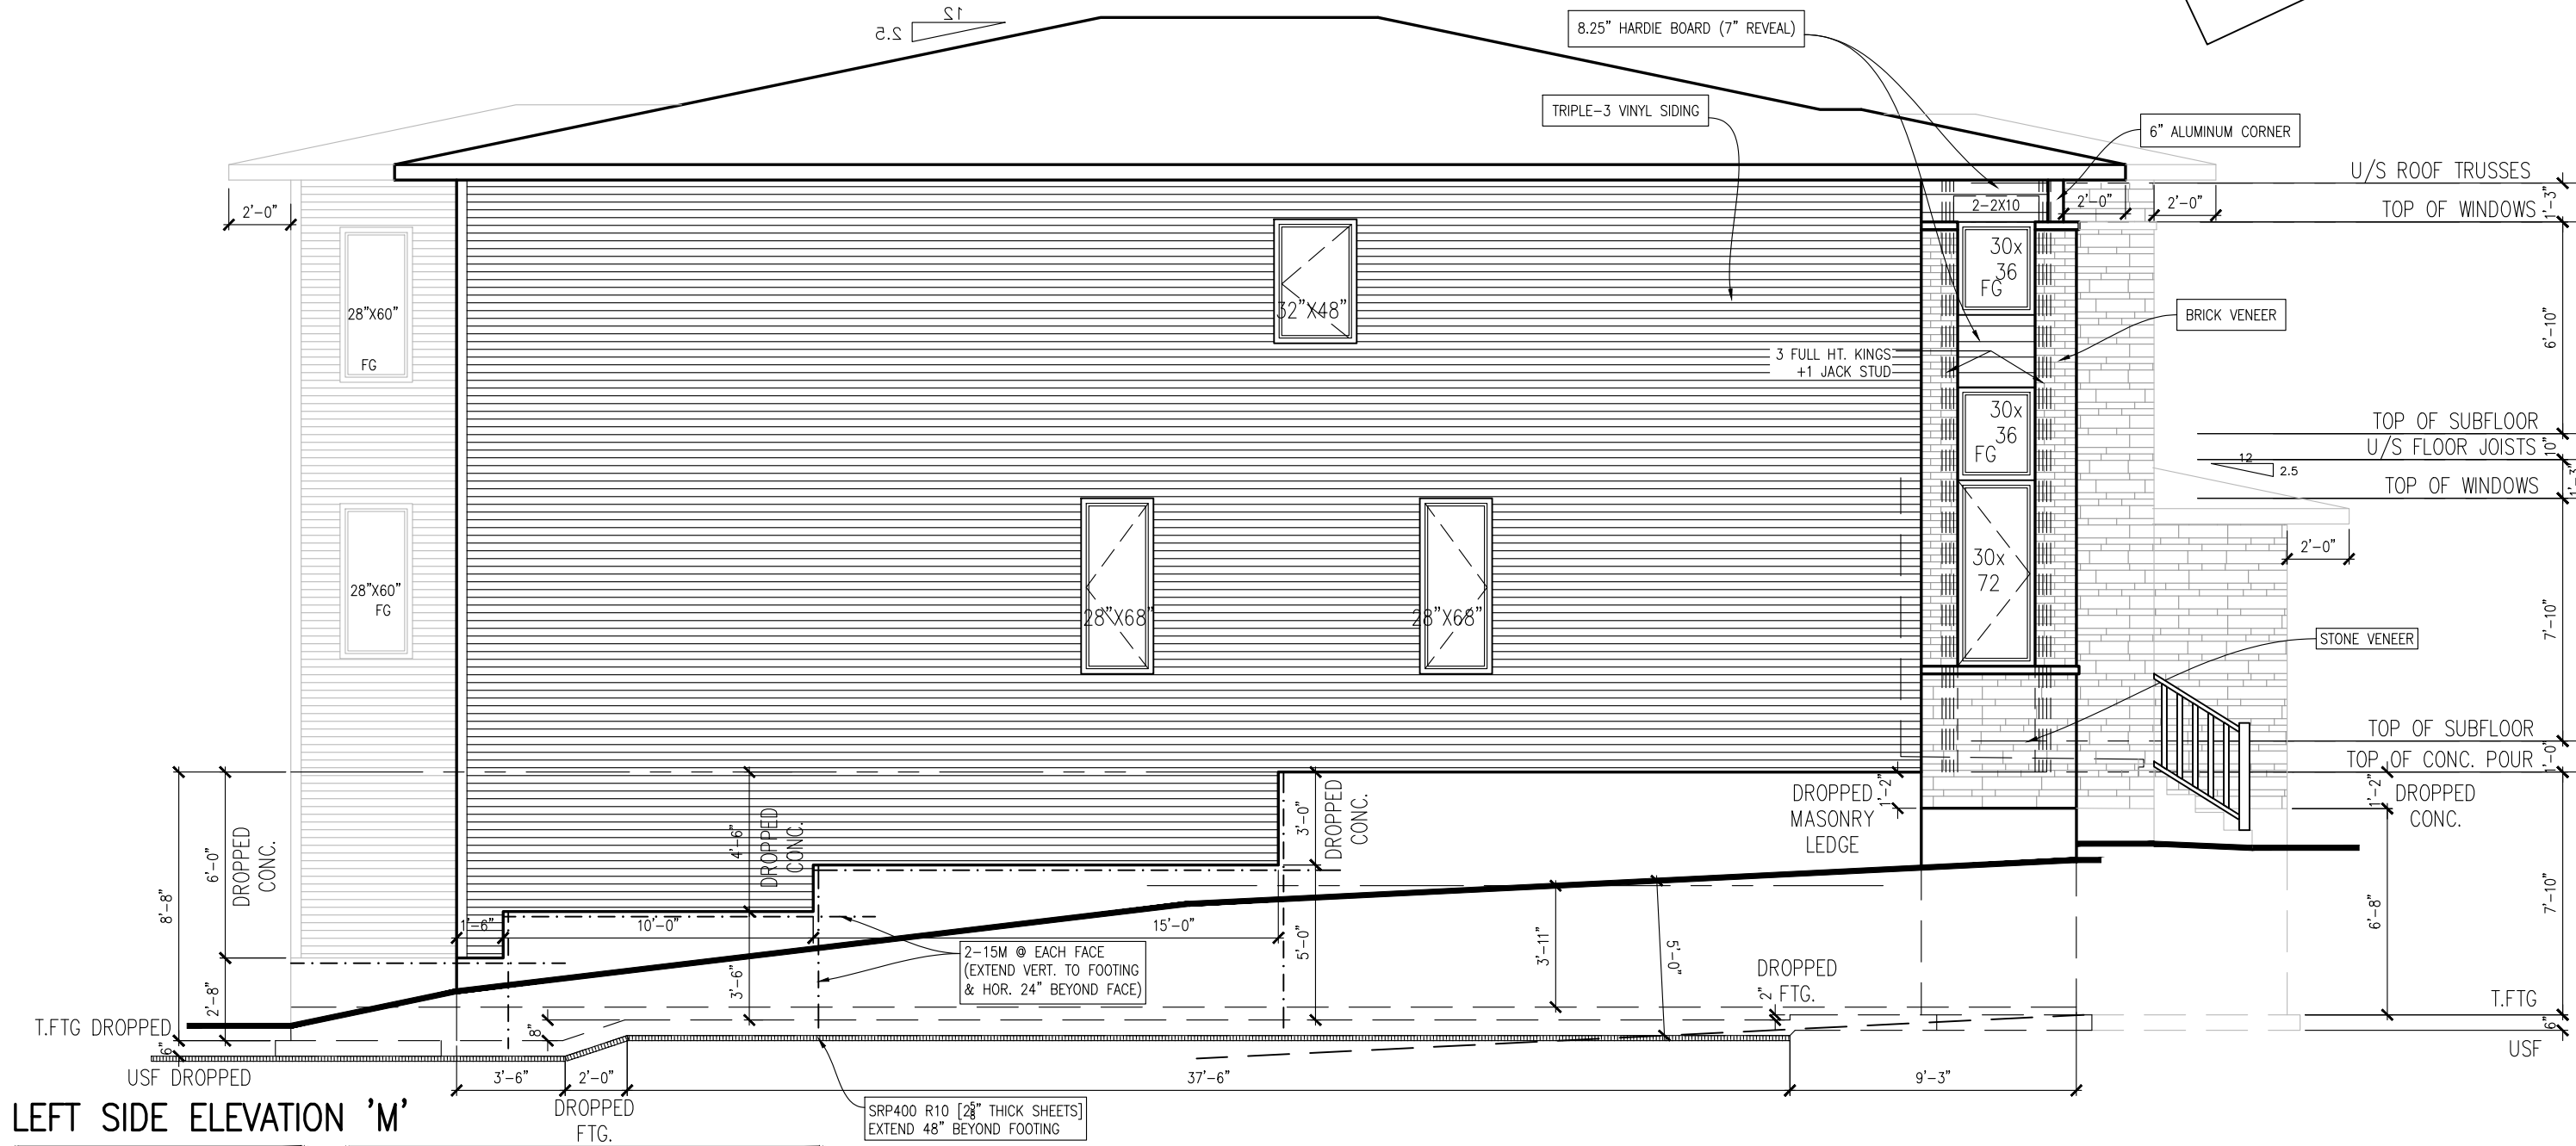 12
2.5
8.25" HARDIE BOARD (7" REVEAL)
TRIPLE-3 VINYL SIDING
6" ALUMINUM CORNER
U/S ROOF TRUSSES
TOP OF WINDOWS
1'-3"
2'-0"
2-2X10
2'-0"
2'-0"
28"X60"
FG
32"X48"
30x
36
FG
BRICK VENEER
6'-10"
3 FULL HT. KINGS
+1 JACK STUD
30x
36
FG
TOP OF SUBFLOOR
U/S FLOOR JOISTS
10"
12
2.5
TOP OF WINDOWS
1'-3"
28"X60"
FG
28"X68"
28"X68"
30x
72
2'-0"
7'-10"
STONE VENEER
TOP OF SUBFLOOR
TOP OF CONC. POUR
1'-0"
8'-8"
6'-0"
DROPPED
CONC.
4'-6"
DROPPED
CONC.
3'-0"
DROPPED
CONC.
DROPPED
MASONRY
LEDGE
1'-2"
1'-2"
DROPPED
CONC.
1'-6"
10'-0"
15'-0"
2'-8"
3'-6"
2-15M @ EACH FACE
(EXTEND VERT. TO FOOTING
& HOR. 24" BEYOND FACE)
5'-0"
3'-11"
5'-0"
DROPPED
FTG.
2"
6'-8"
7'-10"
T.FTG
6"
USF
T.FTG DROPPED
6"
USF DROPPED
8"
3'-6"
2'-0"
37'-6"
9'-3"
DROPPED
FTG.
SRP400 R10 [2⅝" THICK SHEETS]
EXTEND 48" BEYOND FOOTING
LEFT SIDE ELEVATION 'M'